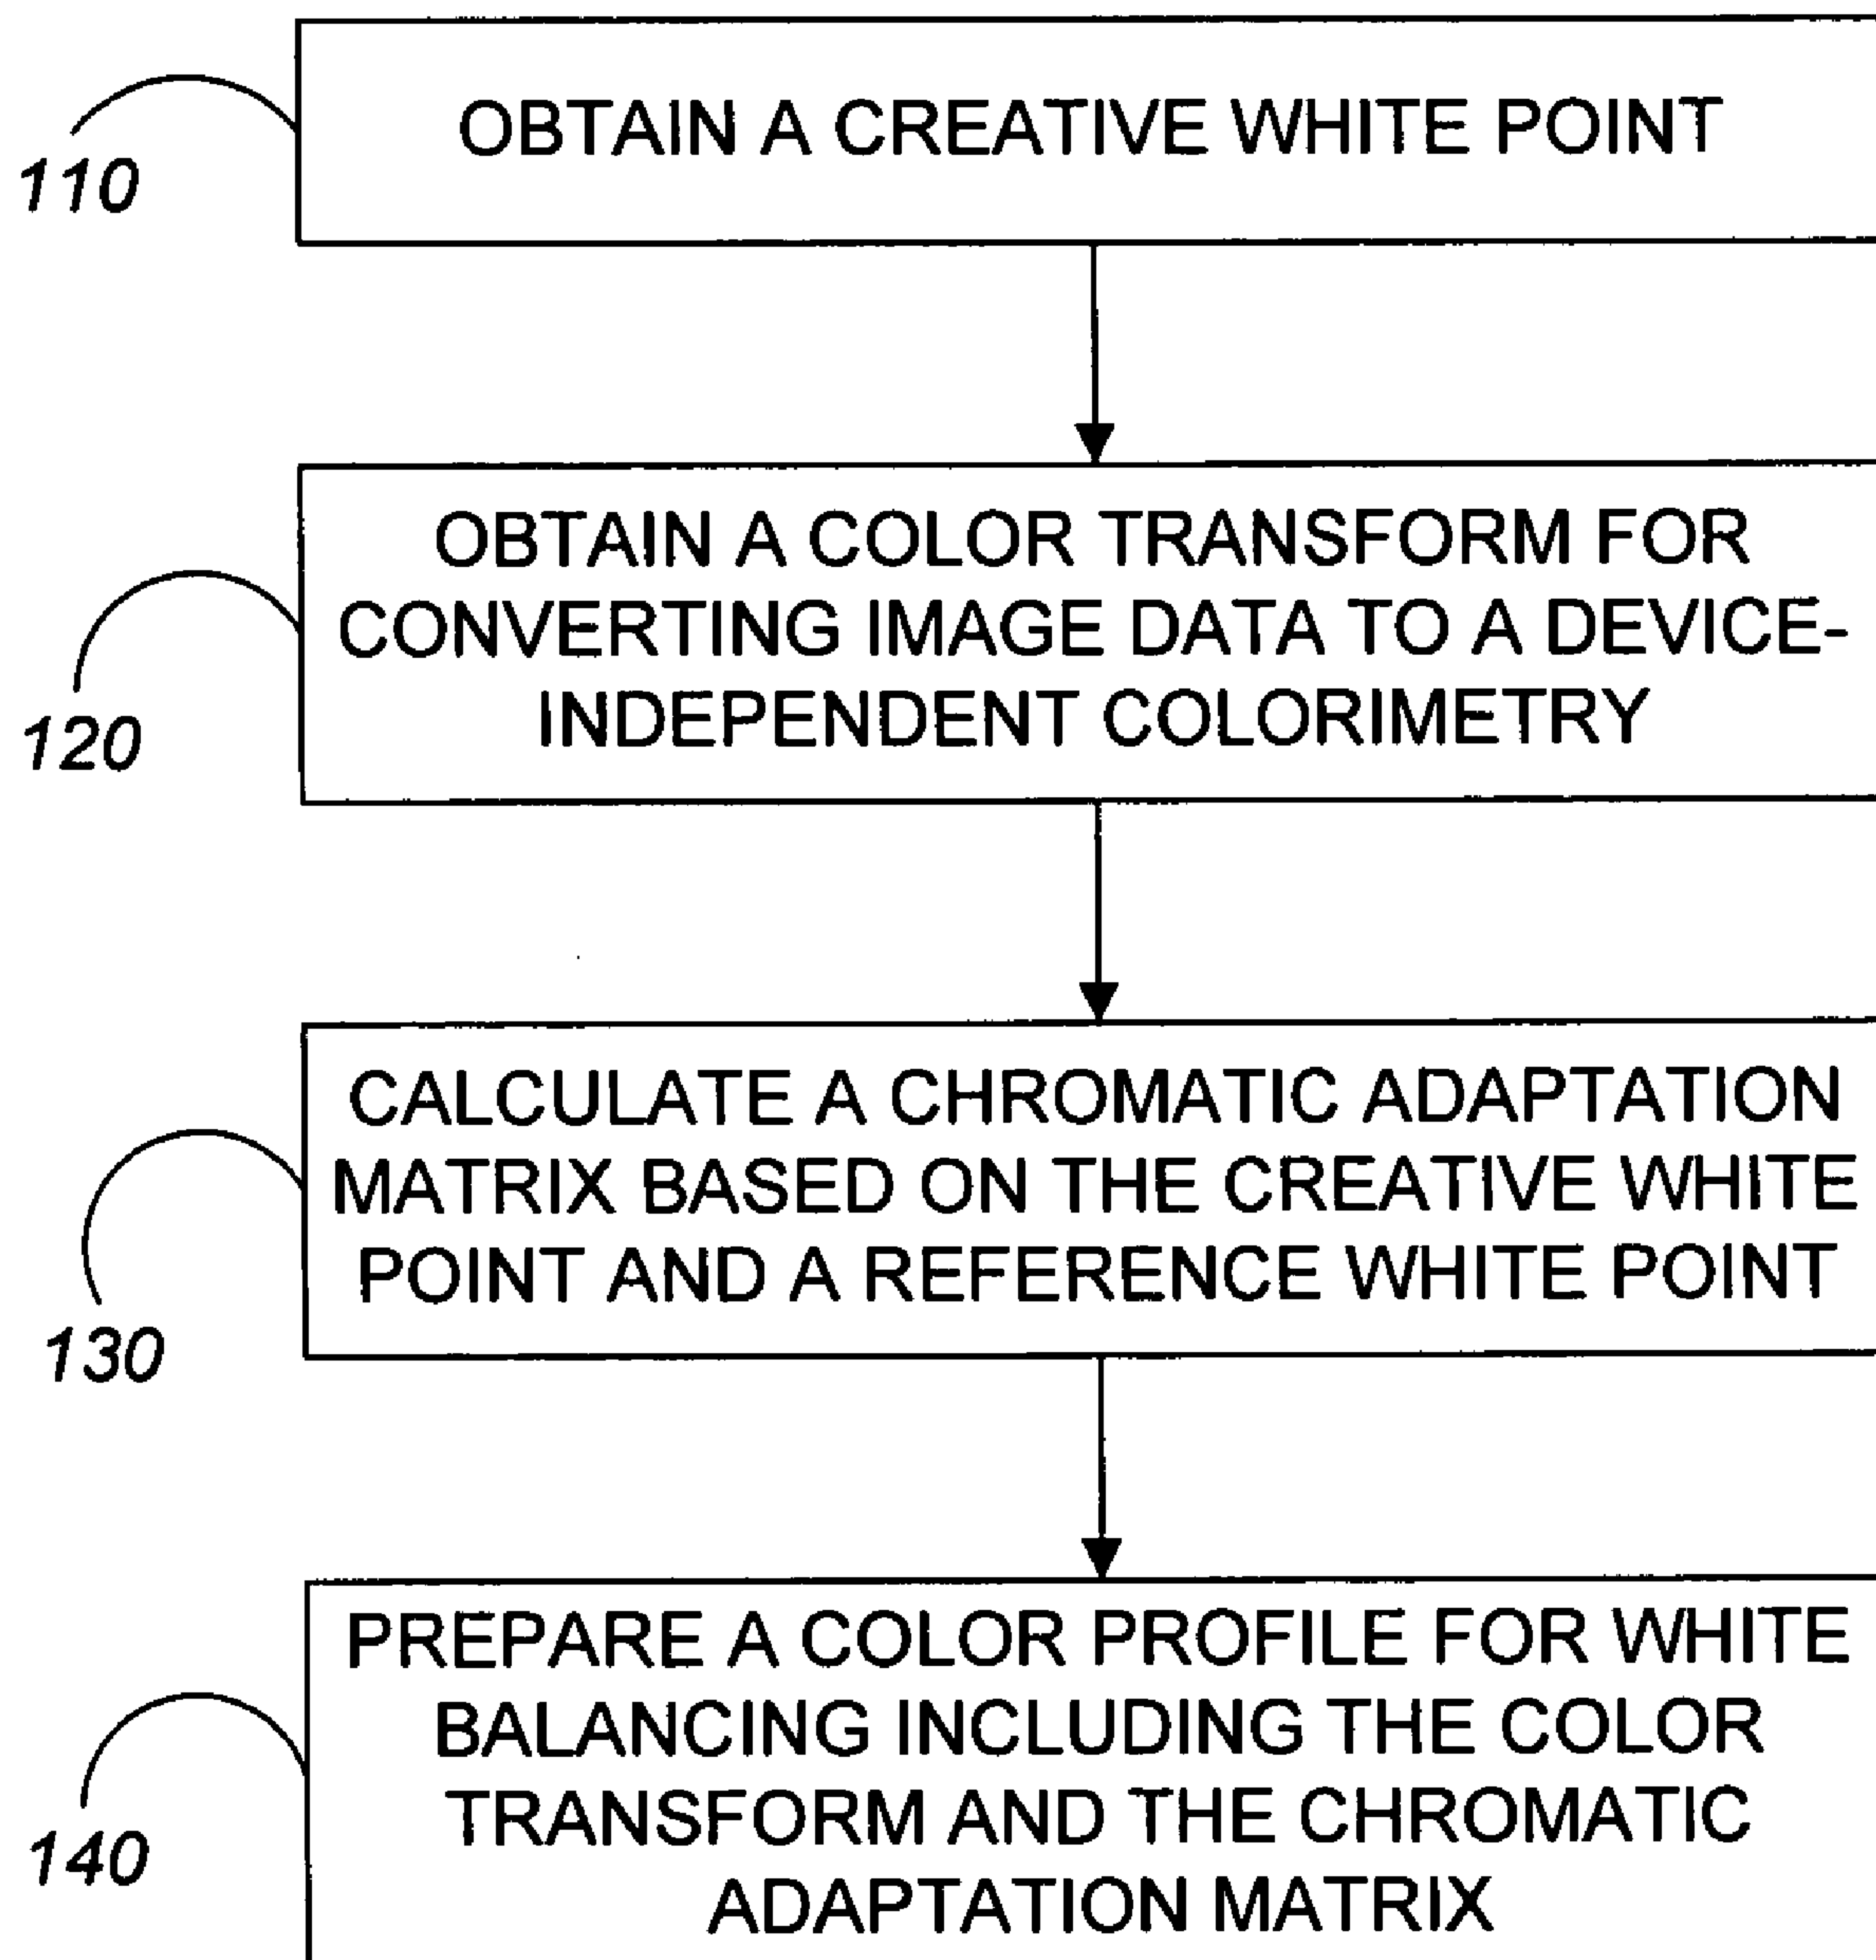 OBTAIN A CREATIVE WHITE POINT
110
OBTAIN A COLOR TRANSFORM FOR
CONVERTING IMAGE DATA TO A DEVICE-
INDEPENDENT COLORIMETRY
120
CALCULATE A CHROMATIC ADAPTATION
MATRIX BASED ON THE CREATIVE WHITE
POINT AND A REFERENCE WHITE POINT
130
PREPARE A COLOR PROFILE FOR WHITE
BALANCING INCLUDING THE COLOR
TRANSFORM AND THE CHROMATIC
ADAPTATION MATRIX
140